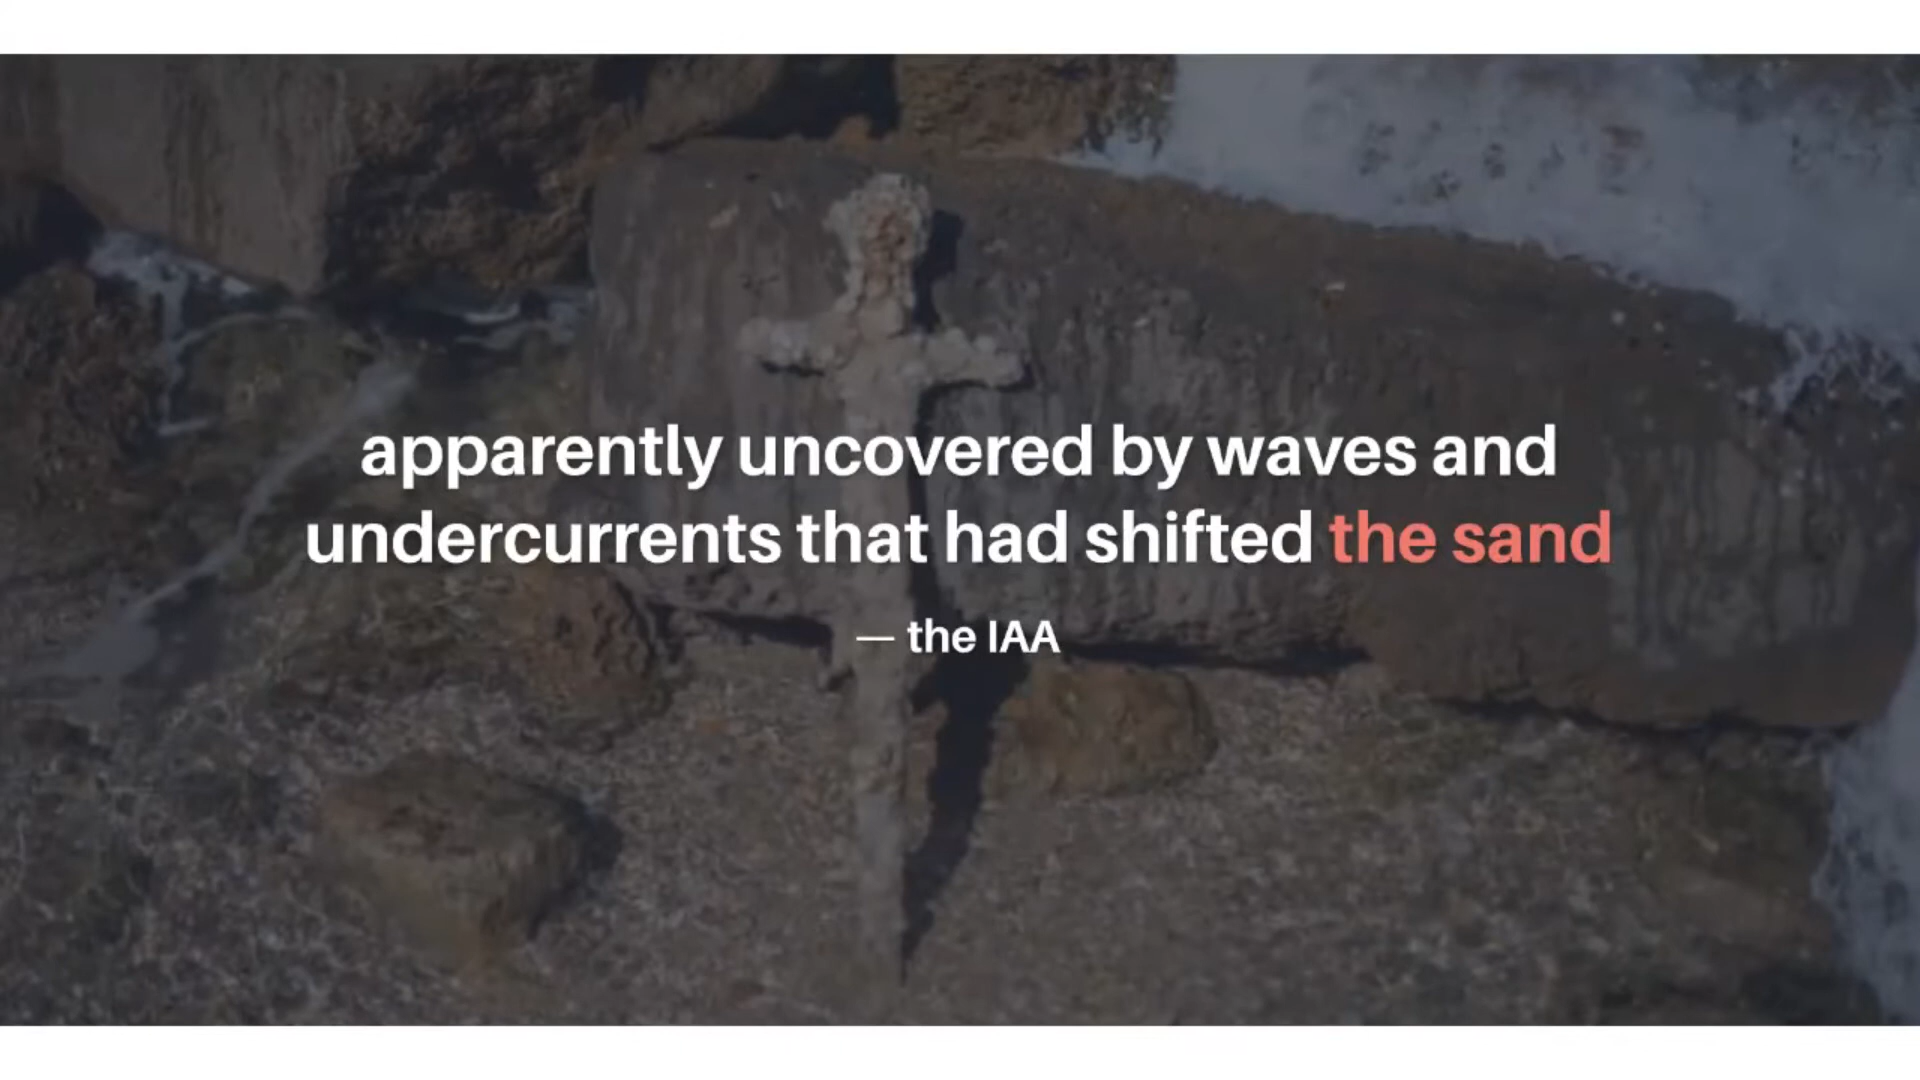 apparently uncovered by waves and
undercurrents that had shifted the sand
— the IAA